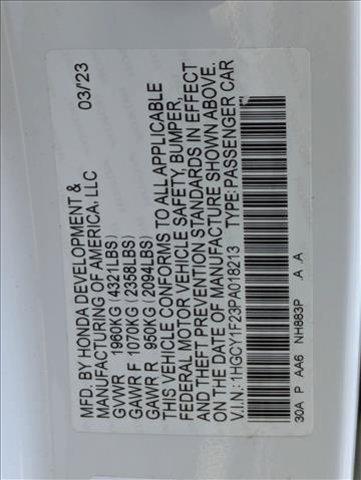 MFD. BY HONDA DEVELOPMENT & 03/'23
MANUFACTURING OF AMERICA, LLC
GVWR 1960KG (4321LBS)
GAWR F 1070KG (2358LBS)
GAWR R 950KG (2094LBS)
THIS VEHICLE CONFORMS TO ALL APPLICABLE
FEDERAL MOTOR VEHICLE SAFETY, BUMPER,
AND THEFT PREVENTION STANDARDS IN EFFECT
ON THE DATE OF MANUFACTURE SHOWN ABOVE.
V.I.N.: 1HGCY1F23PA018213 TYPE: PASSENGER CAR
30A P AA6 NH883P A A